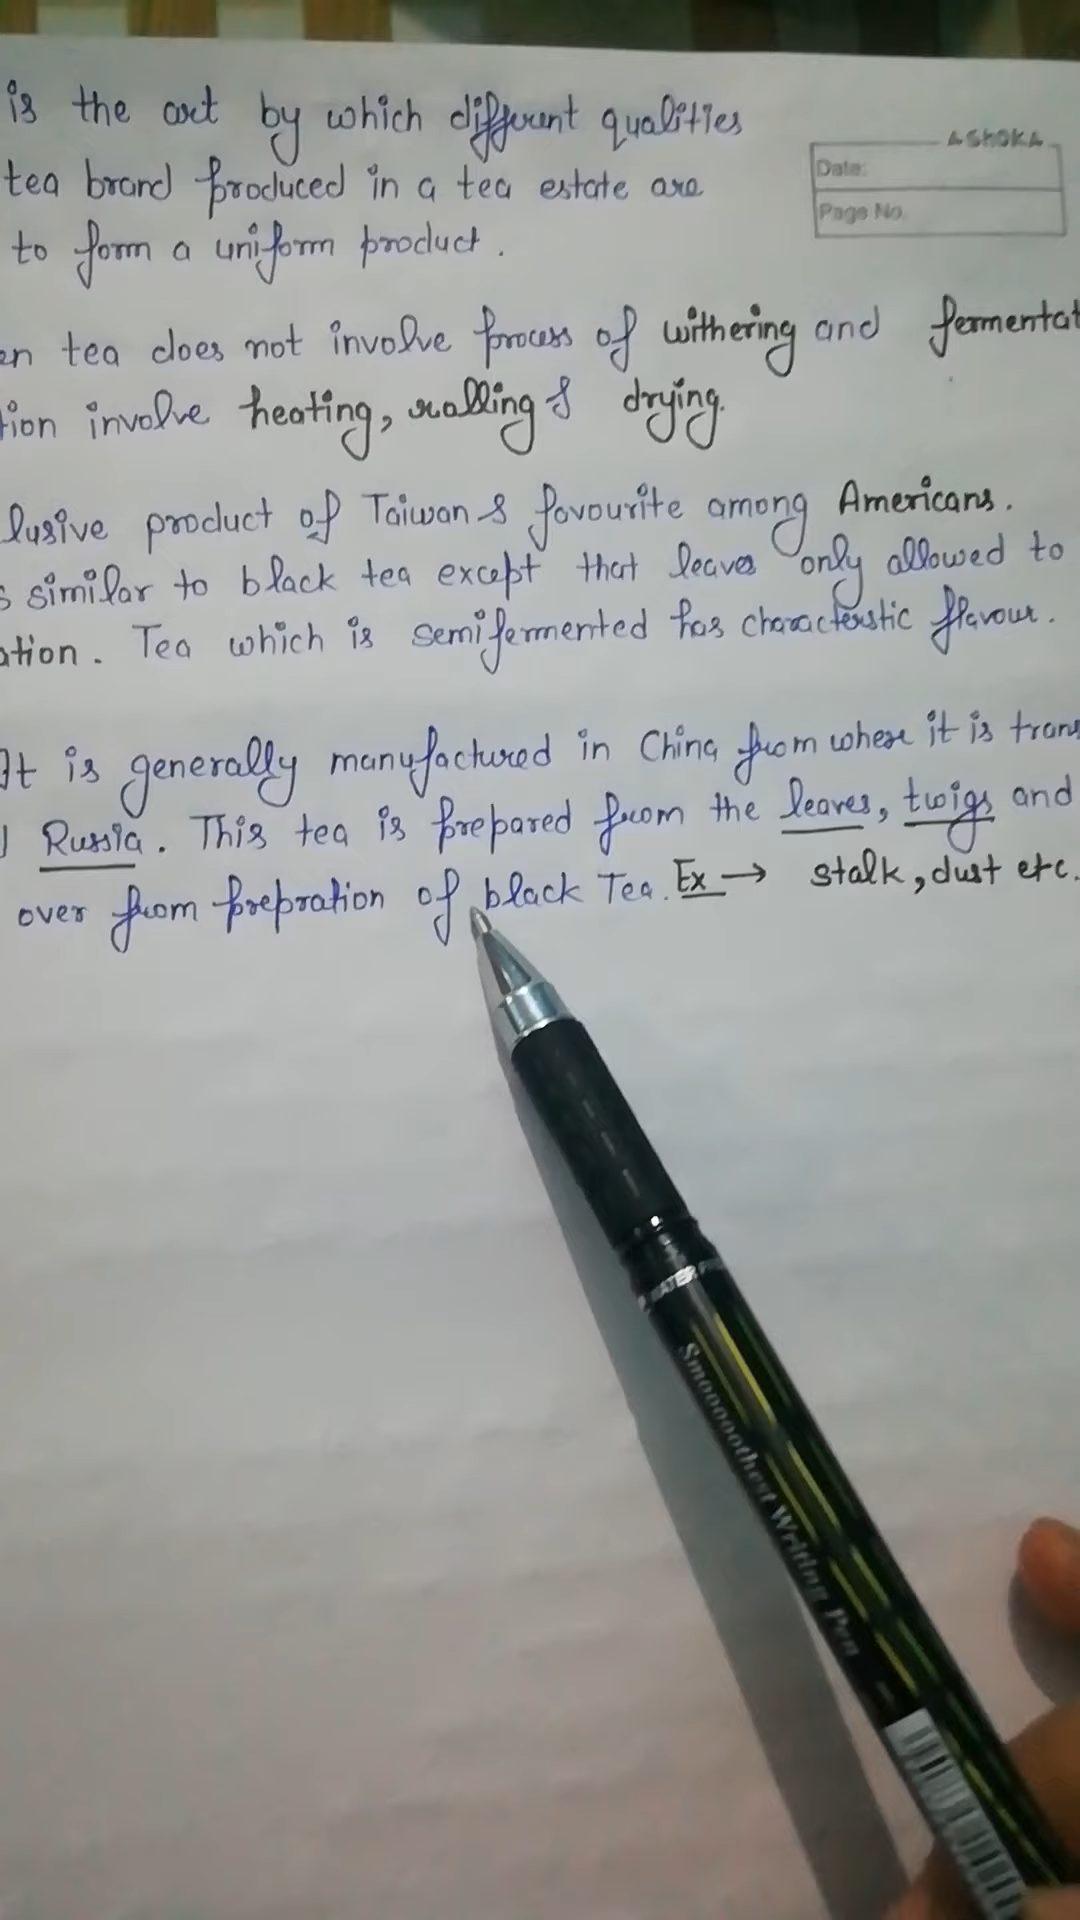 is the art by which different qualities
ASHOKA
Date:
Page No.
tea brand produced in a tea estate are
to form a uniform product.
en tea does not involve process of withering and fermentat
tion involve heating, rolling & drying.
lusive product of Taiwan & favourite among Americans.
s similar to black tea except that leaves only allowed to
ation. Tea which is semifermented has characterstic flavour.
It is generally manufactured in China from where it is trans
Russia. This tea is prepared from the leaves, twigs and
over from prepration of black Tea. Ex → stalk, dust etc.
WATER P
Smooooothest Writing Pen